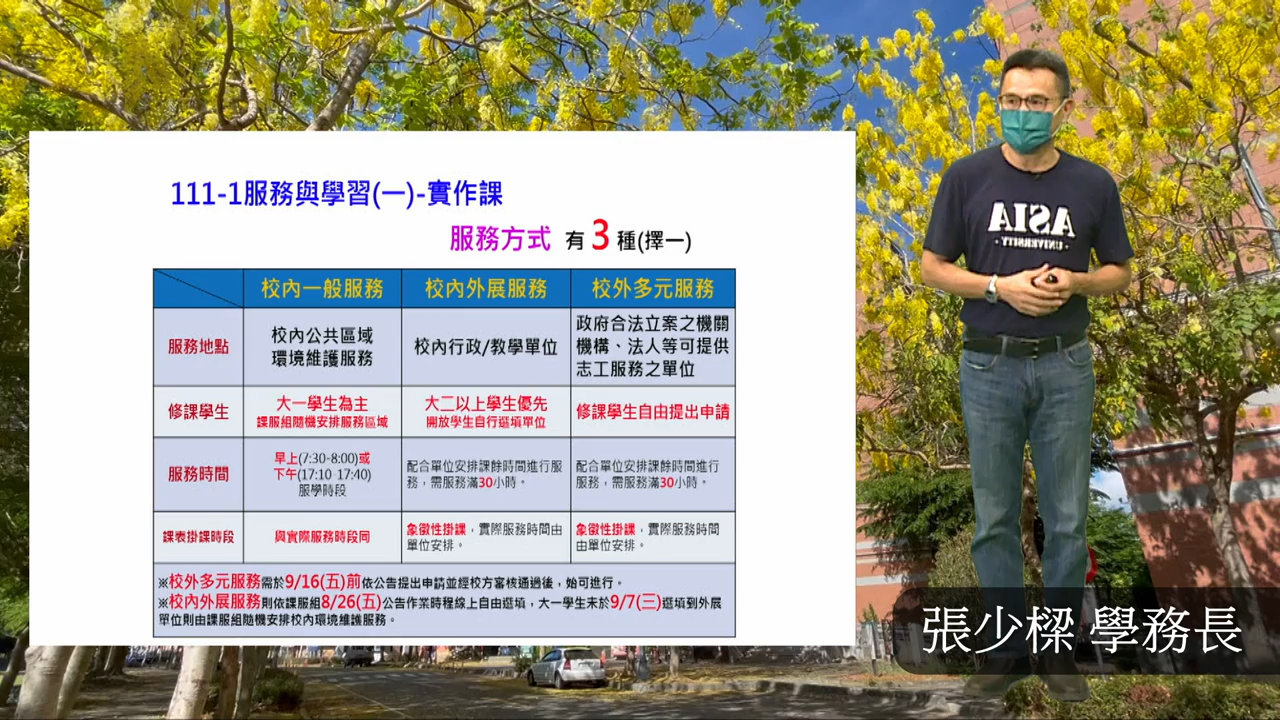 111-1服務與學習(一)-實作課
服務方式 有 3 種(擇一)
校內一般服務 校內外展服務 校外多元服務
服務地點
校內公共區域
環境維護服務
校內行政/教學單位
政府合法立案之機關
機構、法人等可提供
志工服務之單位
修課學生
大一學生為主
課服組隨機安排服務區域
大二以上學生優先
開放學生自行選填單位
修課學生自由提出申請
服務時間
早上(7:30-8:00)或
下午(17:10-17:40)
服學時段
配合單位安排課餘時間進行服
務，需服務滿30小時。
配合單位安排課餘時間進行
服務，需服務滿30小時。
課表掛課時段
與實際服務時段同
象徵性掛課，實際服務時間由
單位安排。
象徵性掛課，實際服務時間
由單位安排。
※校外多元服務需於9/16(五)前依公告提出申請並經校方審核通過後，始可進行。
※校內外展服務則依課服組8/26(五)公告作業時程線上自由選填，大一學生未於9/7(三)選填到外展
單位則由課服組隨機安排校內環境維護服務。
ASIA
·UNIVERSITY·
張少樑 學務長